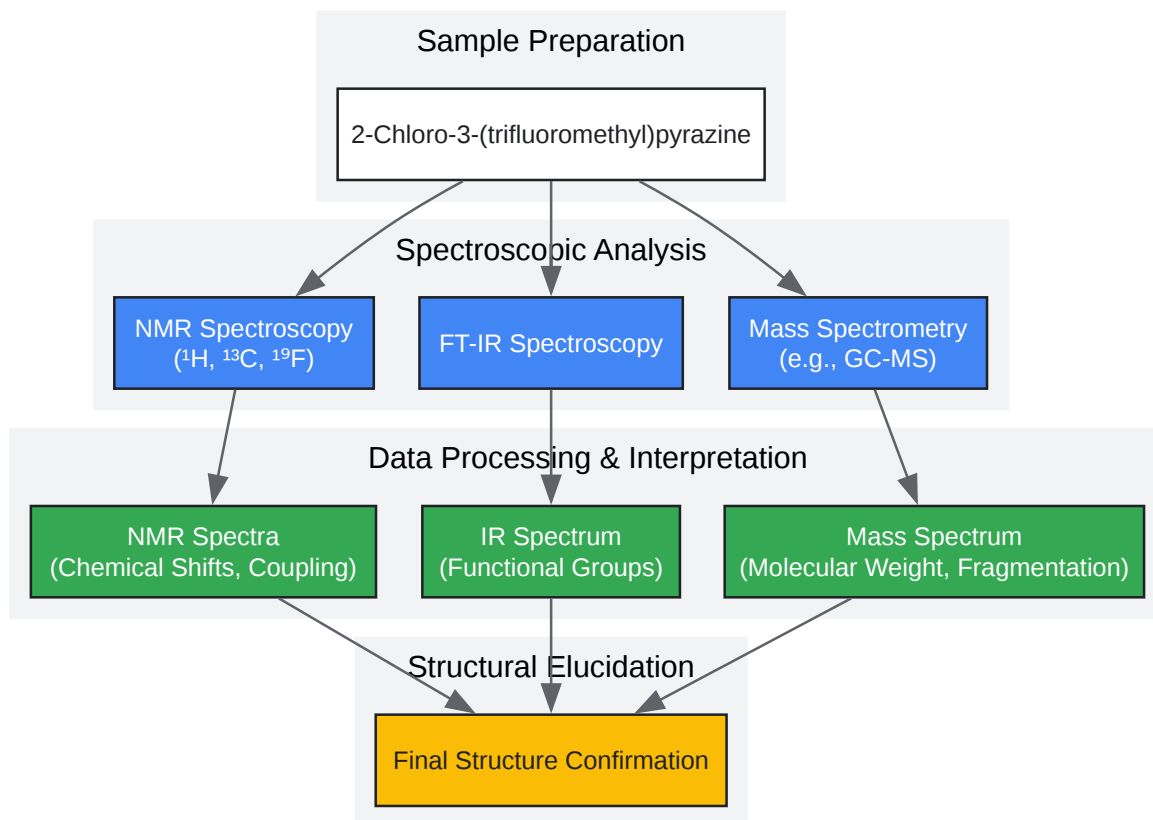 Sample Preparation
2-Chloro-3-(trifluoromethyl)pyrazine
Spectroscopic Analysis
NMR Spectroscopy
(¹H, ¹³C, ¹⁹F)
FT-IR Spectroscopy
Mass Spectrometry
(e.g., GC-MS)
Data Processing & Interpretation
NMR Spectra
(Chemical Shifts, Coupling)
IR Spectrum
(Functional Groups)
Mass Spectrum
(Molecular Weight, Fragmentation)
Structural Elucidation
Final Structure Confirmation